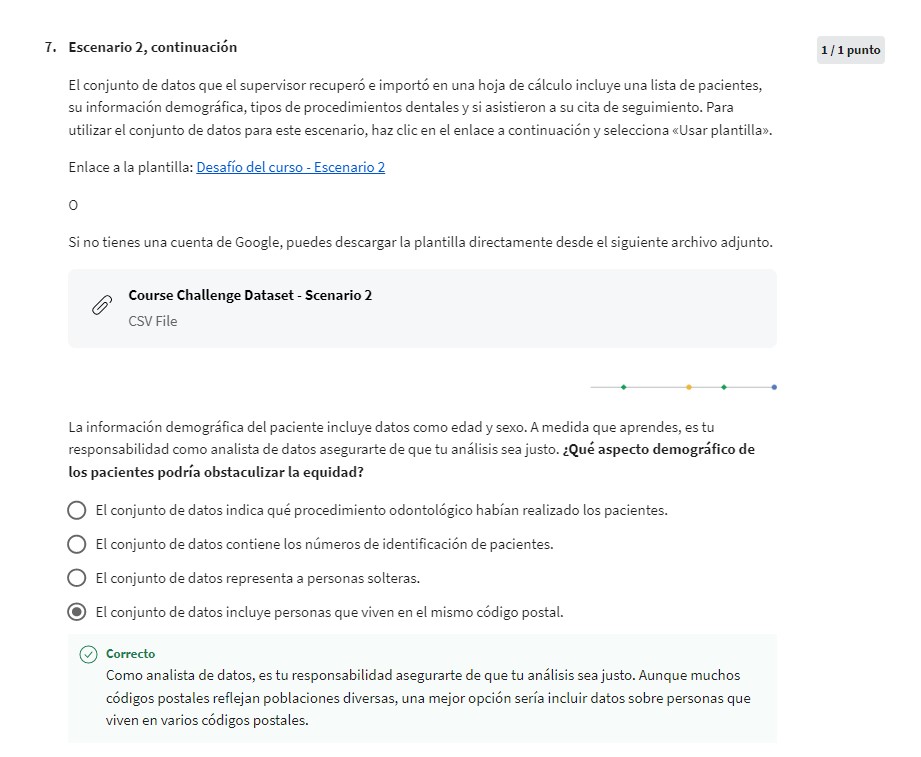 7. Escenario 2, continuación
1 / 1 punto
El conjunto de datos que el supervisor recuperó e importó en una hoja de cálculo incluye una lista de pacientes,
su información demográfica, tipos de procedimientos dentales y si asistieron a su cita de seguimiento. Para
utilizar el conjunto de datos para este escenario, haz clic en el enlace a continuación y selecciona «Usar plantilla».
Enlace a la plantilla: Desafío del curso - Escenario 2
O
Si no tienes una cuenta de Google, puedes descargar la plantilla directamente desde el siguiente archivo adjunto.
Course Challenge Dataset - Scenario 2
CSV File
La información demográfica del paciente incluye datos como edad y sexo. A medida que aprendes, es tu
responsabilidad como analista de datos asegurarte de que tu análisis sea justo. ¿Qué aspecto demográfico de
los pacientes podría obstaculizar la equidad?
El conjunto de datos indica qué procedimiento odontológico habían realizado los pacientes.
El conjunto de datos contiene los números de identificación de pacientes.
El conjunto de datos representa a personas solteras.
El conjunto de datos incluye personas que viven en el mismo código postal.
Correcto
Como analista de datos, es tu responsabilidad asegurarte de que tu análisis sea justo. Aunque muchos
códigos postales reflejan poblaciones diversas, una mejor opción sería incluir datos sobre personas que
viven en varios códigos postales.